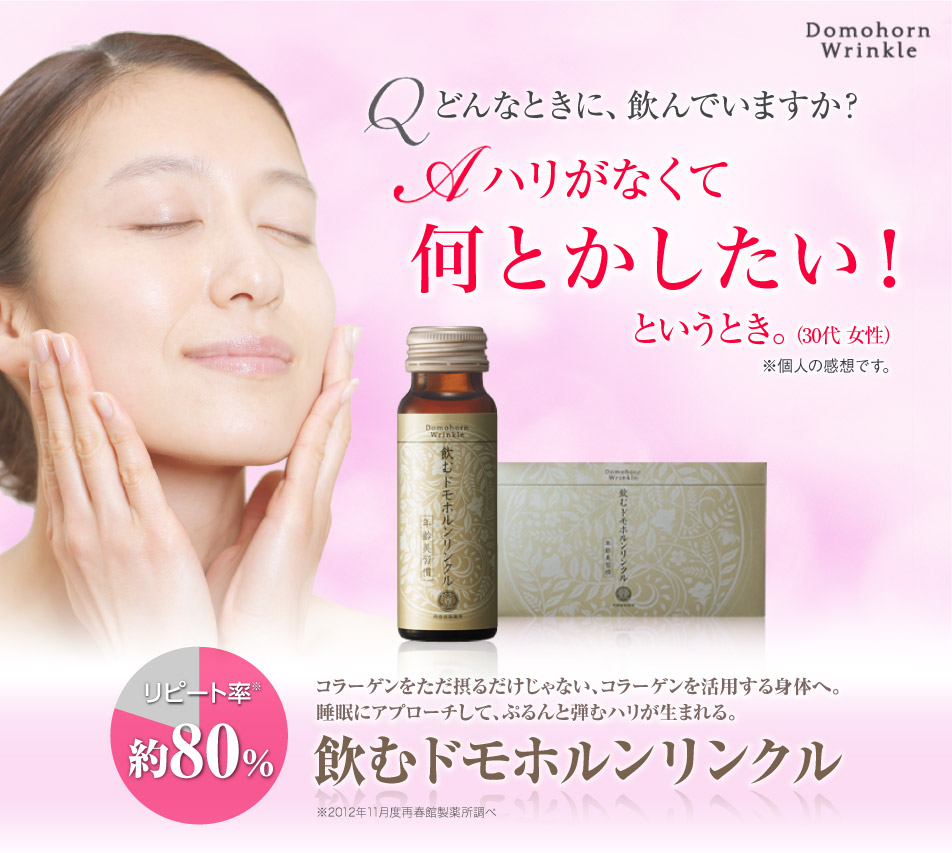 Domohorn
Wrinkle
Q どんなときに、飲んでいますか?
A ハリがなくて
何とかしたい!
というとき。(30代 女性)
※個人の感想です。
Domohorn
Wrinkle
飲むドモホルンリンクル
年齢美習慣
再春館製薬所
Domohorn
Wrinkle
飲むドモホルンリンクル
年齢美習慣
リピート率※
約80%
コラーゲンをただ摂るだけじゃない、コラーゲンを活用する身体へ。
睡眠にアプローチして、ぷるんと弾むハリが生まれる。
飲むドモホルンリンクル
※2012年11月度再春館製薬所調べ